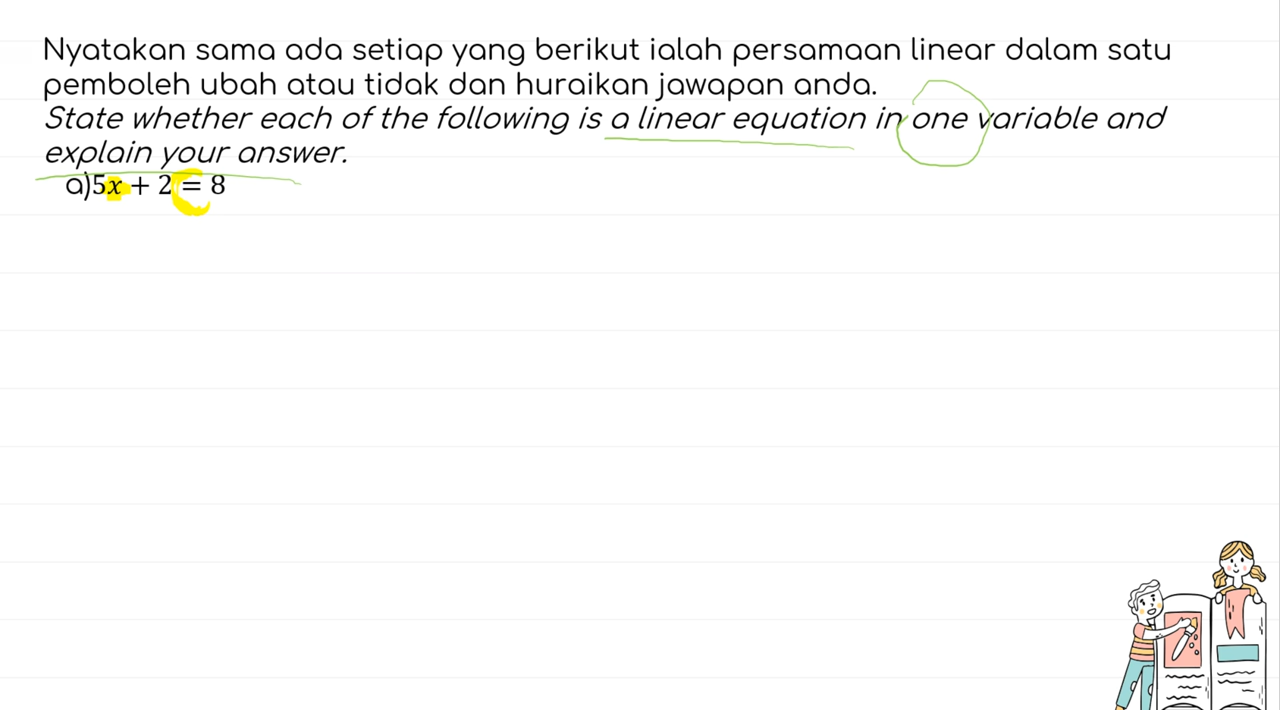 Nyatakan sama ada setiap yang berikut ialah persamaan linear dalam satu
pemboleh ubah atau tidak dan huraikan jawapan anda.
State whether each of the following is a linear equation in one variable and
explain your answer.
a)5x + 2 = 8